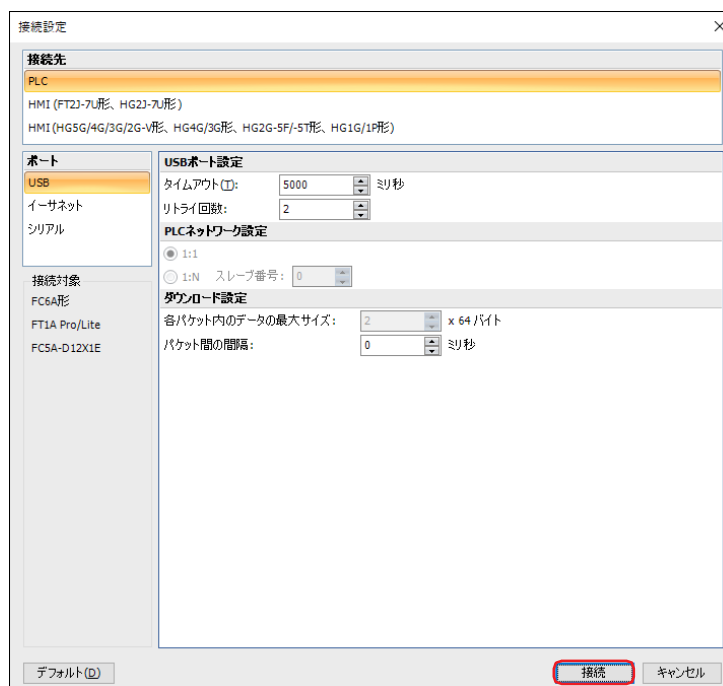 接続設定
接続先
PLC
HMI (FT2J-7U形、HG2J-7U形)
HMI (HG5G/4G/3G/2G-V形、HG4G/3G形、HG2G-5F/-5T形、HG1G/1P形)
ポート
USB
イーサネット
シリアル
接続対象
FC6A形
FT1A Pro/Lite
FC5A-D12X1E
USBポート設定
タイムアウト(T): 5000 ミリ秒
リトライ回数: 2
PLCネットワーク設定
1:1
1:N スレーブ番号: 0
ダウンロード設定
各パケット内のデータの最大サイズ: 2 x 64 バイト
パケット間の間隔: 0 ミリ秒
デフォルト(D) 接続 キャンセル